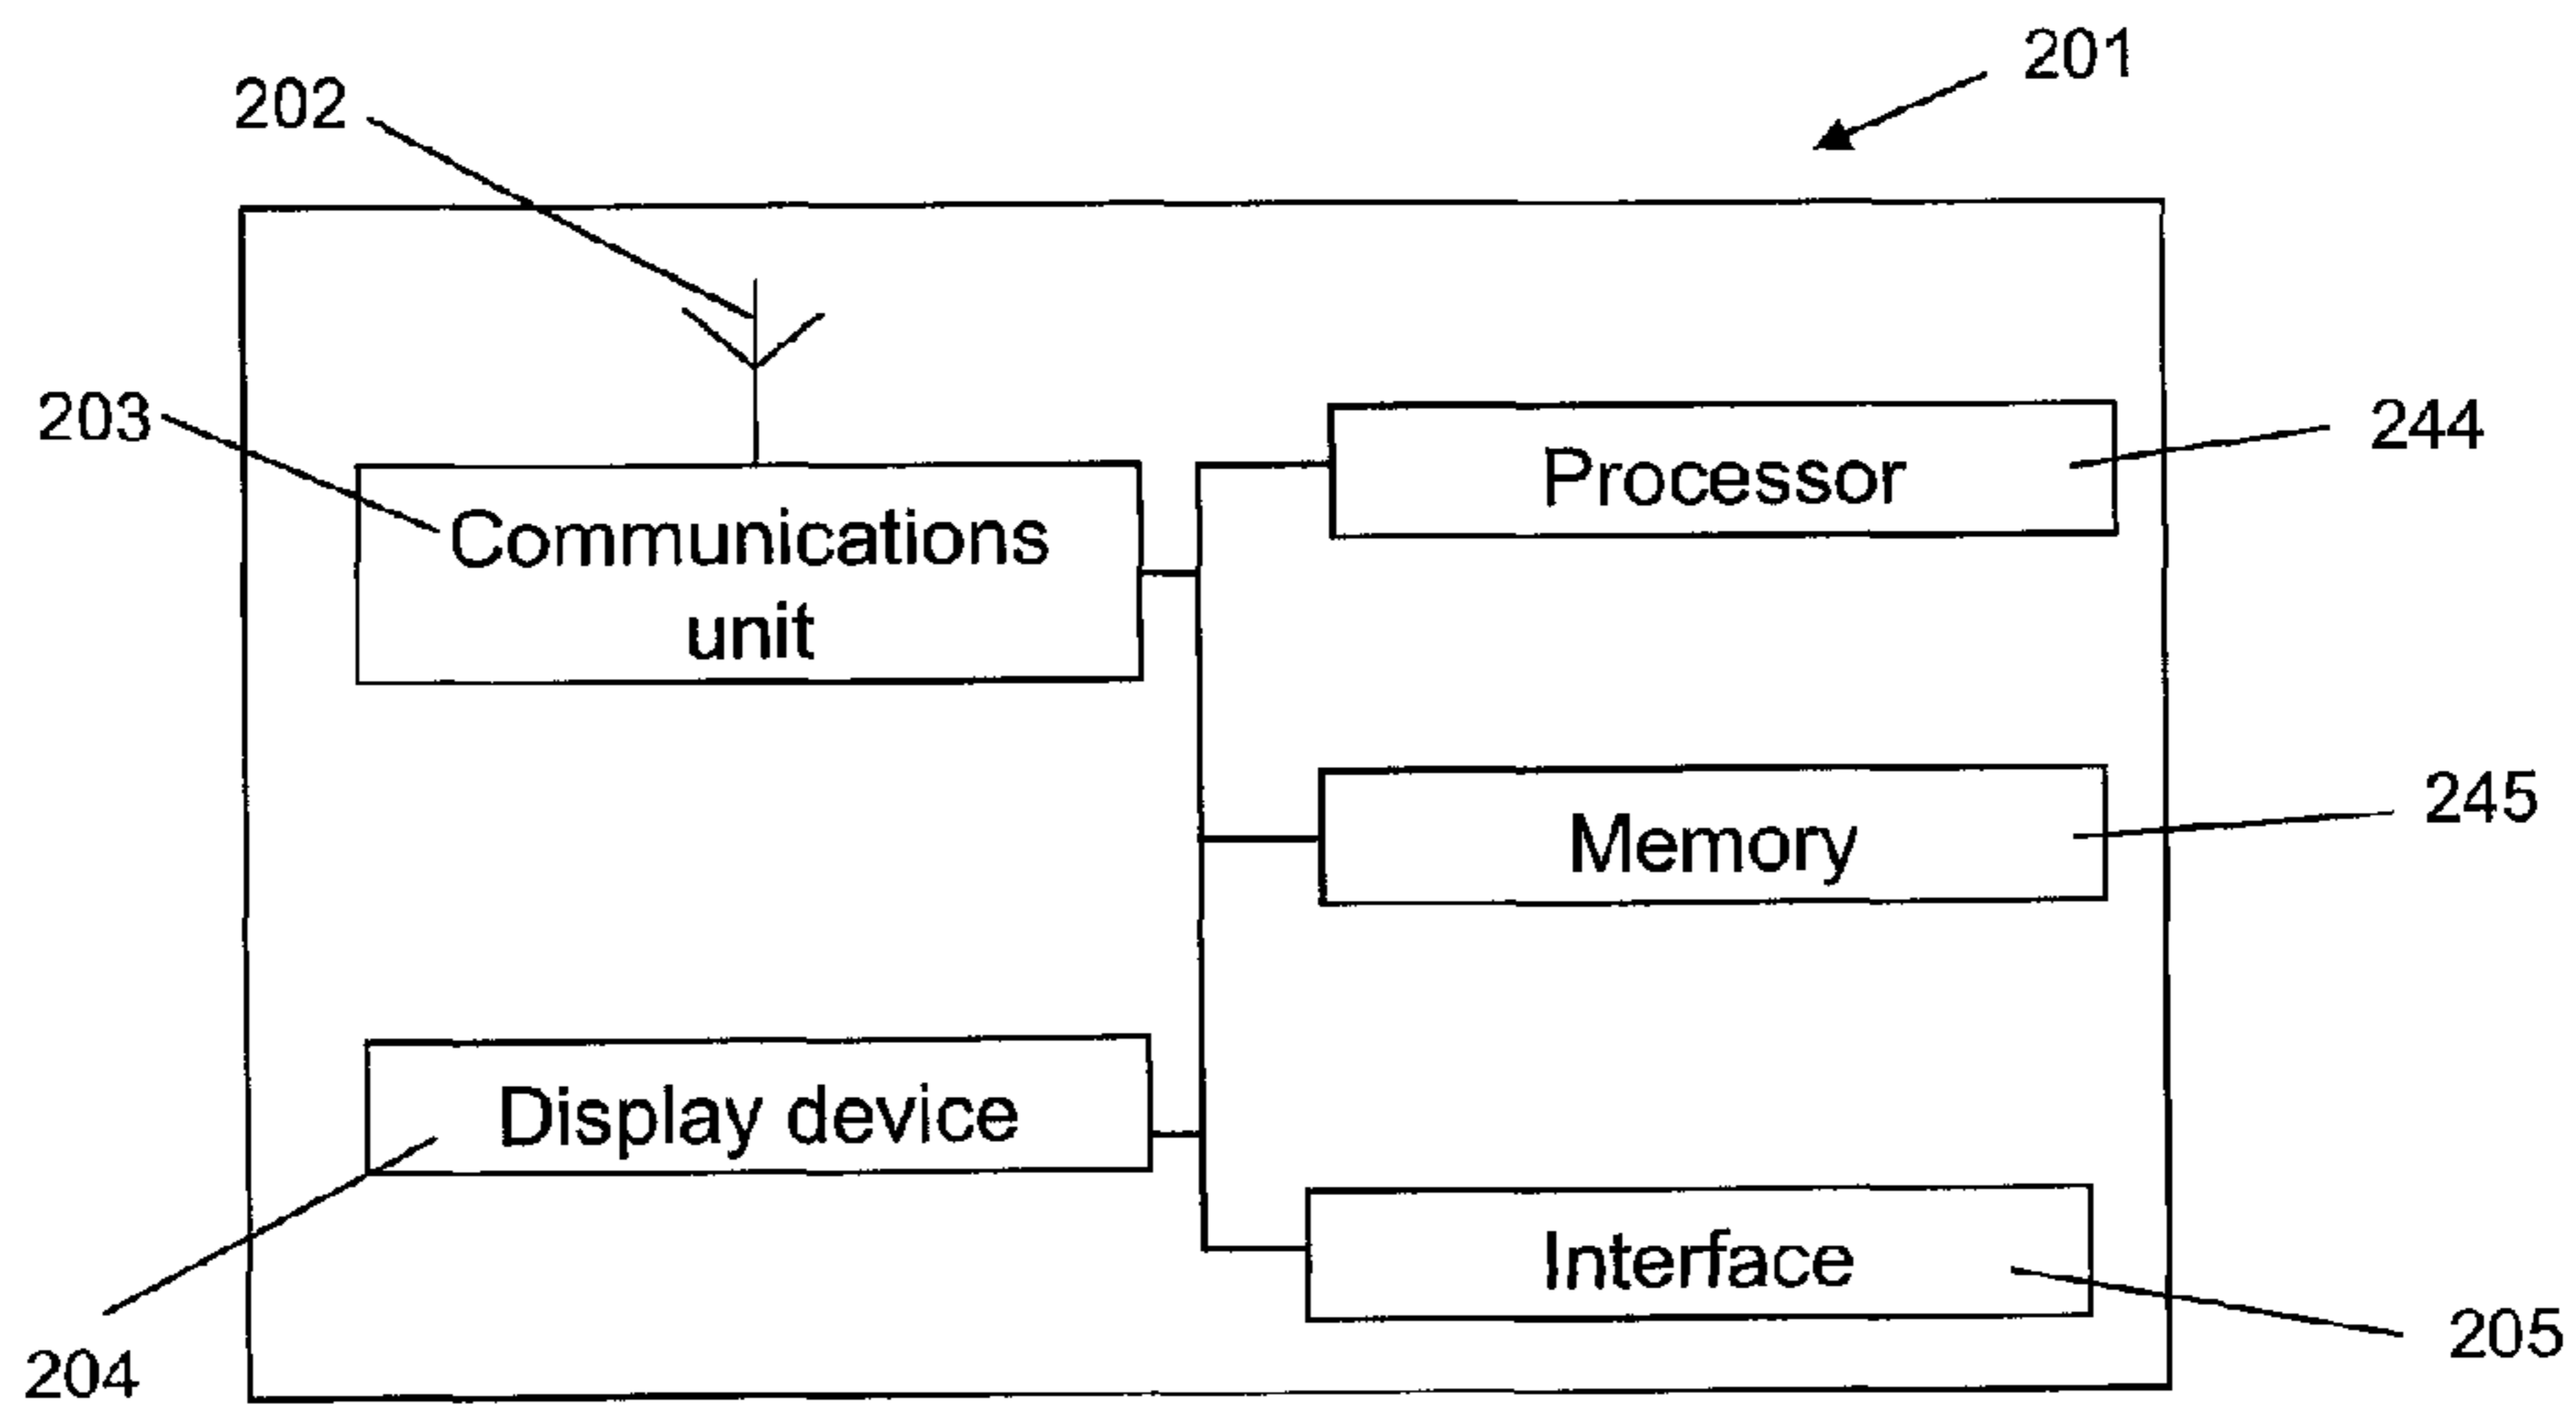 201
202
203
244
Processor
Communications
unit
245
Memory
Display device
Interface
204
205